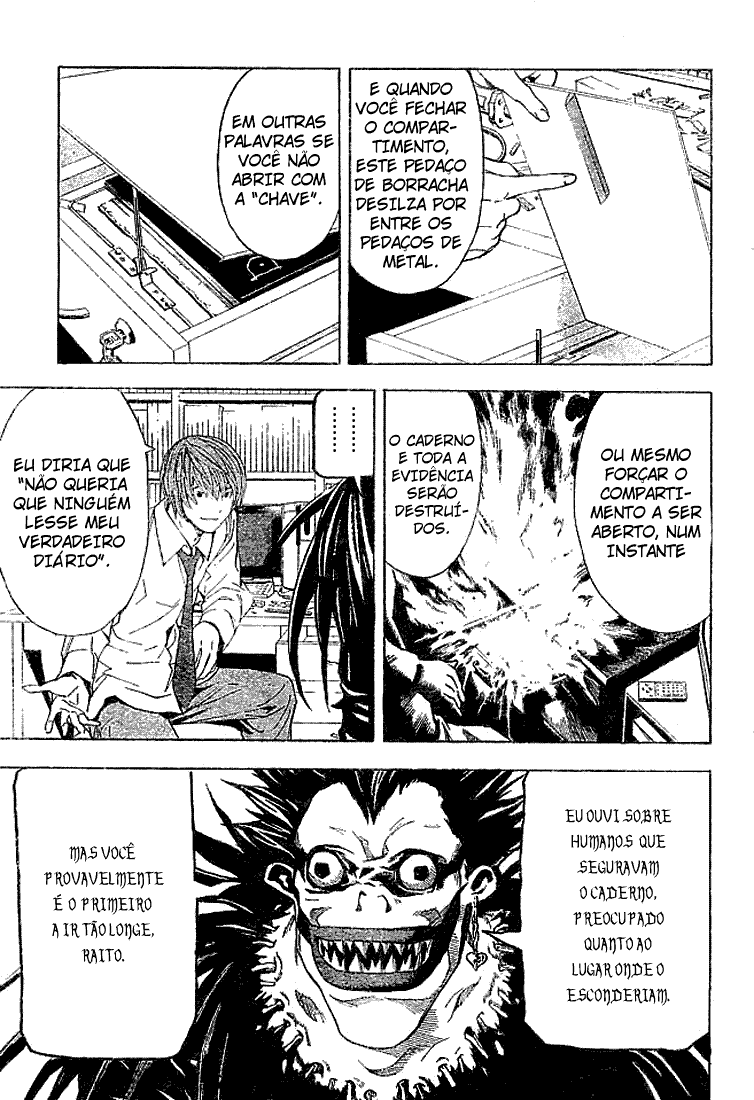 E QUANDO
VOCÊ FECHAR
O COMPAR-
TIMENTO,
ESTE PEDAÇO
DE BORRACHA
DESILZA POR
ENTRE OS
PEDAÇOS DE
METAL.
EM OUTRAS
PALAVRAS SE
VOCÊ NÃO
ABRIR COM
A "CHAVE".
OU MESMO
FORÇAR O
COMPARTI-
MENTO A SER
ABERTO, NUM
INSTANTE
O CADERNO
E TODA A
EVIDÊNCIA
SERÃO
DESTRUÍ-
DOS.
........
EU DIRIA QUE
"NÃO QUERIA
QUE NINGUÉM
LESSE MEU
VERDADEIRO
DIÁRIO".
EU OUVI SOBRE
HUMANOS QUE
SEGURAVAM
O CADERNO,
PREOCUPADO
QUANTO AO
LUGAR ONDE O
ESCONDERIAM.
MAS VOCÊ
PROVAVELMENTE
É O PRIMEIRO
A IR TÃO LONGE,
RAITO.